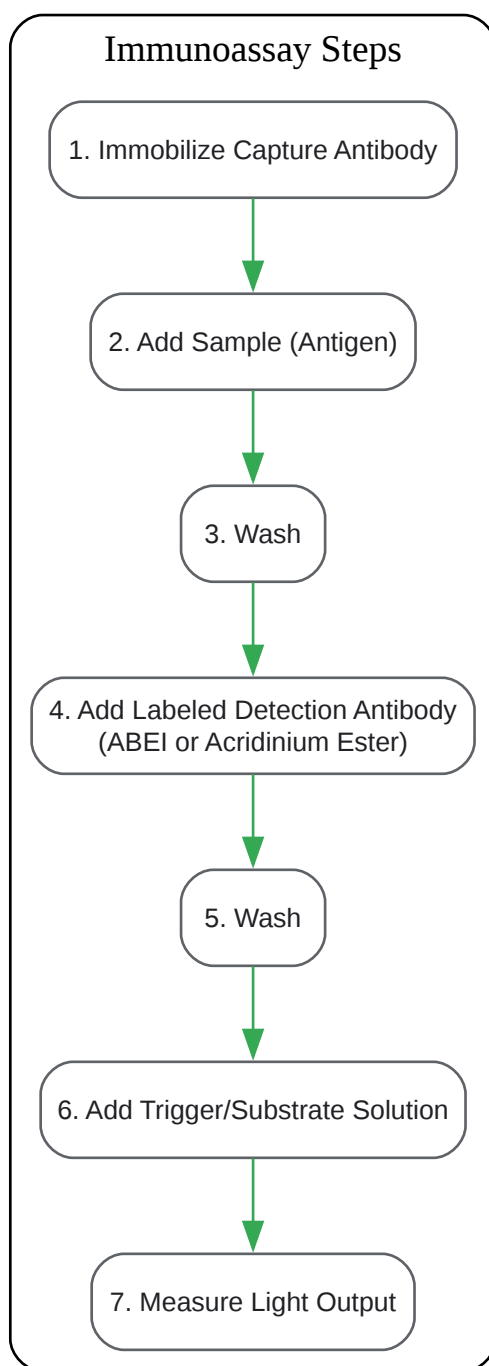 Immunoassay Steps
1. Immobilize Capture Antibody
2. Add Sample (Antigen)
3. Wash
4. Add Labeled Detection Antibody
(ABEI or Acridinium Ester)
5. Wash
6. Add Trigger/Substrate Solution
7. Measure Light Output